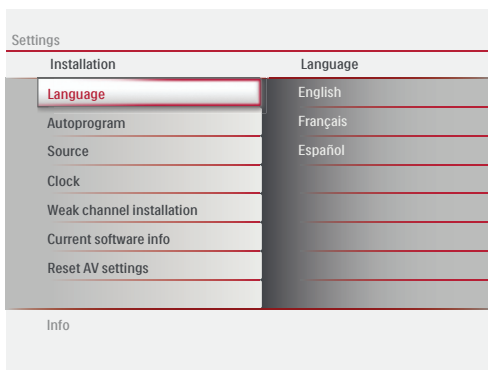 Settings
Installation
Language
Language
English
Autoprogram
Français
Source
Español
Clock
Weak channel installation
Current software info
Reset AV settings
Info